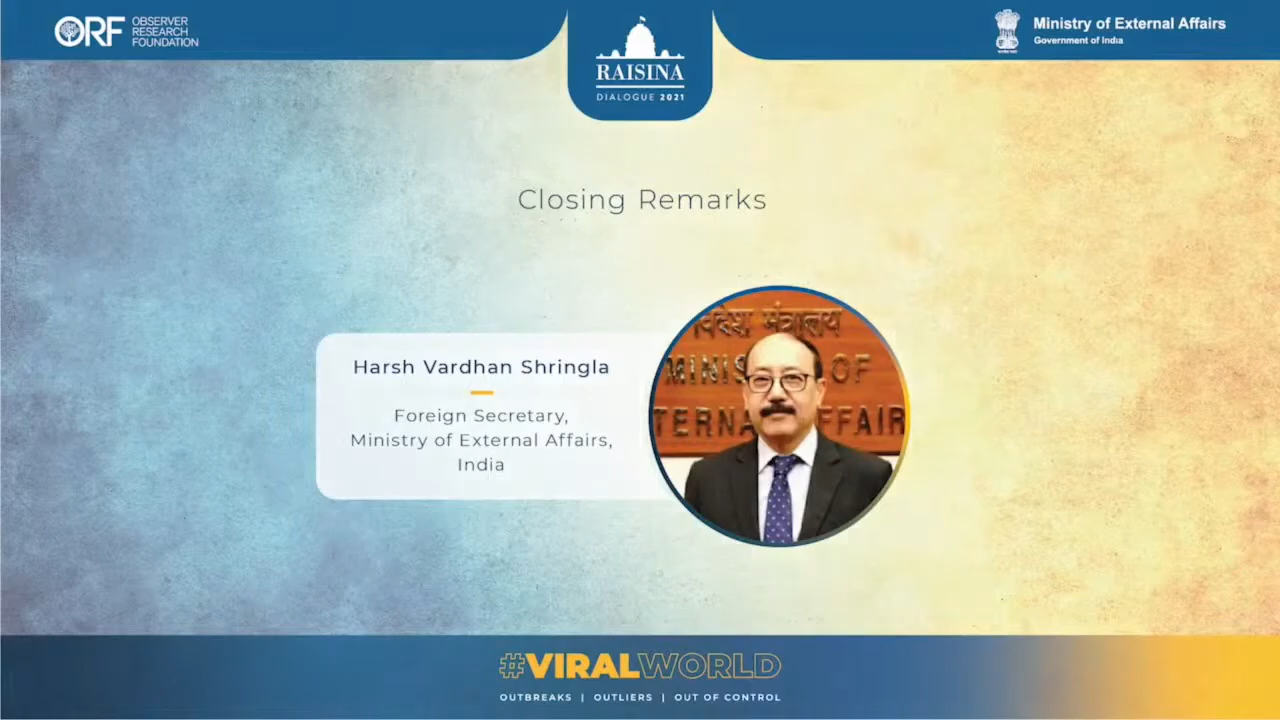 ORF
OBSERVER
RESEARCH
FOUNDATION
RAISINA
DIALOGUE 2021
Ministry of External Affairs
Government of India
Closing Remarks
Harsh Vardhan Shringla
Foreign Secretary,
Ministry of External Affairs,
India
विदेश मंत्रालय
MINIS OF
TERNA FFAIR
#VIRALWORLD
OUTBREAKS | OUTLIERS | OUT OF CONTROL